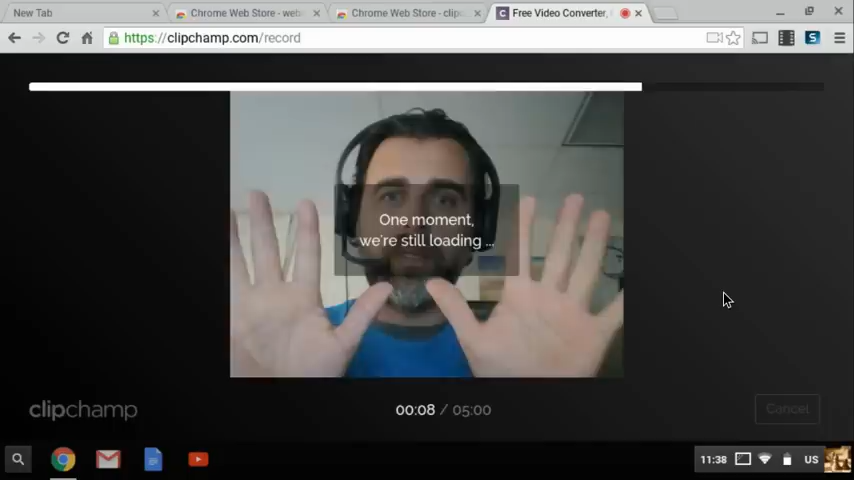 New Tab
Chrome Web Store - web
Chrome Web Store - clip
C Free Video Converter,
https://clipchamp.com/record
S
One moment,
we're still loading ...
clipchamp
00:08 / 05:00
Cancel
11:38
US